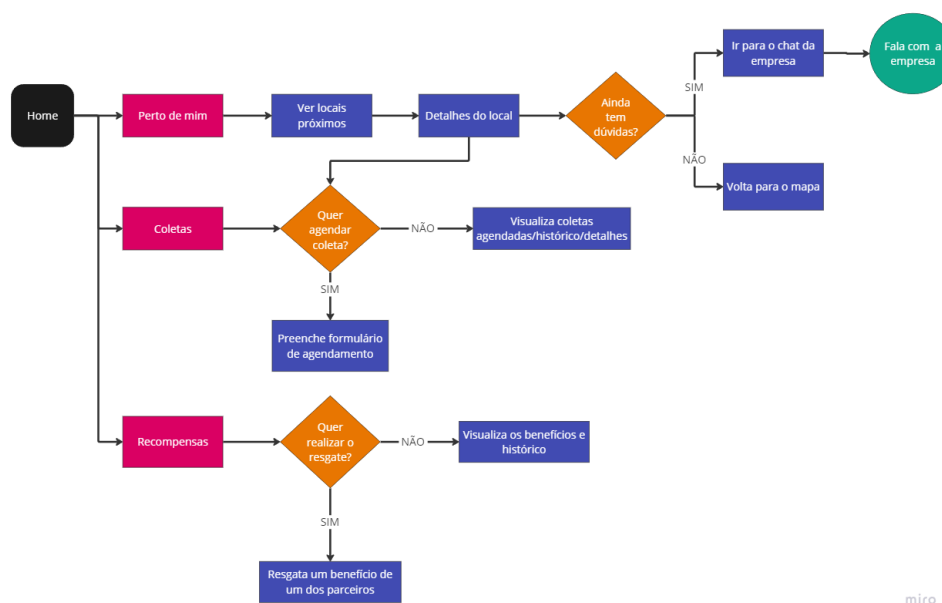 Home
Perto de mim
Ver locais
próximos
Detalhes do local
Ainda
tem
dúvidas?
SIM
Ir para o chat da
empresa
Fala com a
empresa
NÃO
Volta para o mapa
Coletas
Quer
agendar
coleta?
NÃO
Visualiza coletas
agendadas/histórico/detalhes
SIM
Preenche formulário
de agendamento
Recompensas
Quer
realizar o
resgate?
NÃO
Visualiza os benefícios e
histórico
SIM
Resgata um benefício de
um dos parceiros
miro